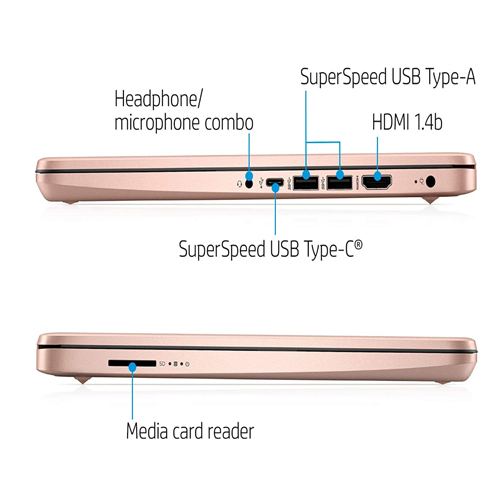 SuperSpeed USB Type-A
Headphone/
microphone combo
HDMI 1.4b
SuperSpeed USB Type-C®
SD
Media card reader